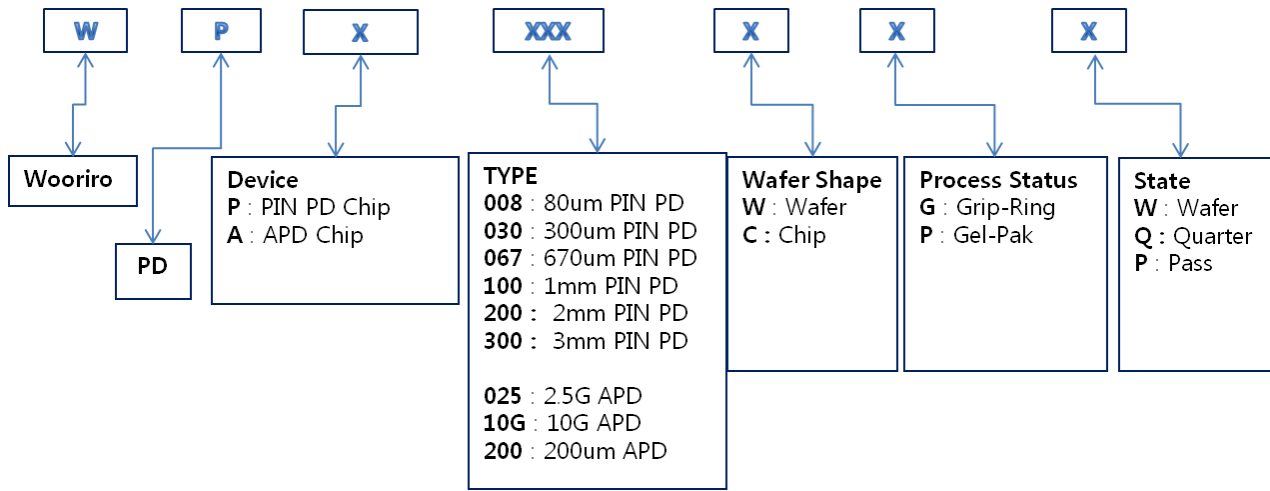 W P X XXX X X X
Wooriro
PD
Device
P : PIN PD Chip
A : APD Chip
TYPE
008 : 80um PIN PD
030 : 300um PIN PD
067 : 670um PIN PD
100 : 1mm PIN PD
200 : 2mm PIN PD
300 : 3mm PIN PD
025 : 2.5G APD
10G : 10G APD
200 : 200um APD
Wafer Shape
W : Wafer
C : Chip
Process Status
G : Grip-Ring
P : Gel-Pak
State
W : Wafer
Q : Quarter
P : Pass